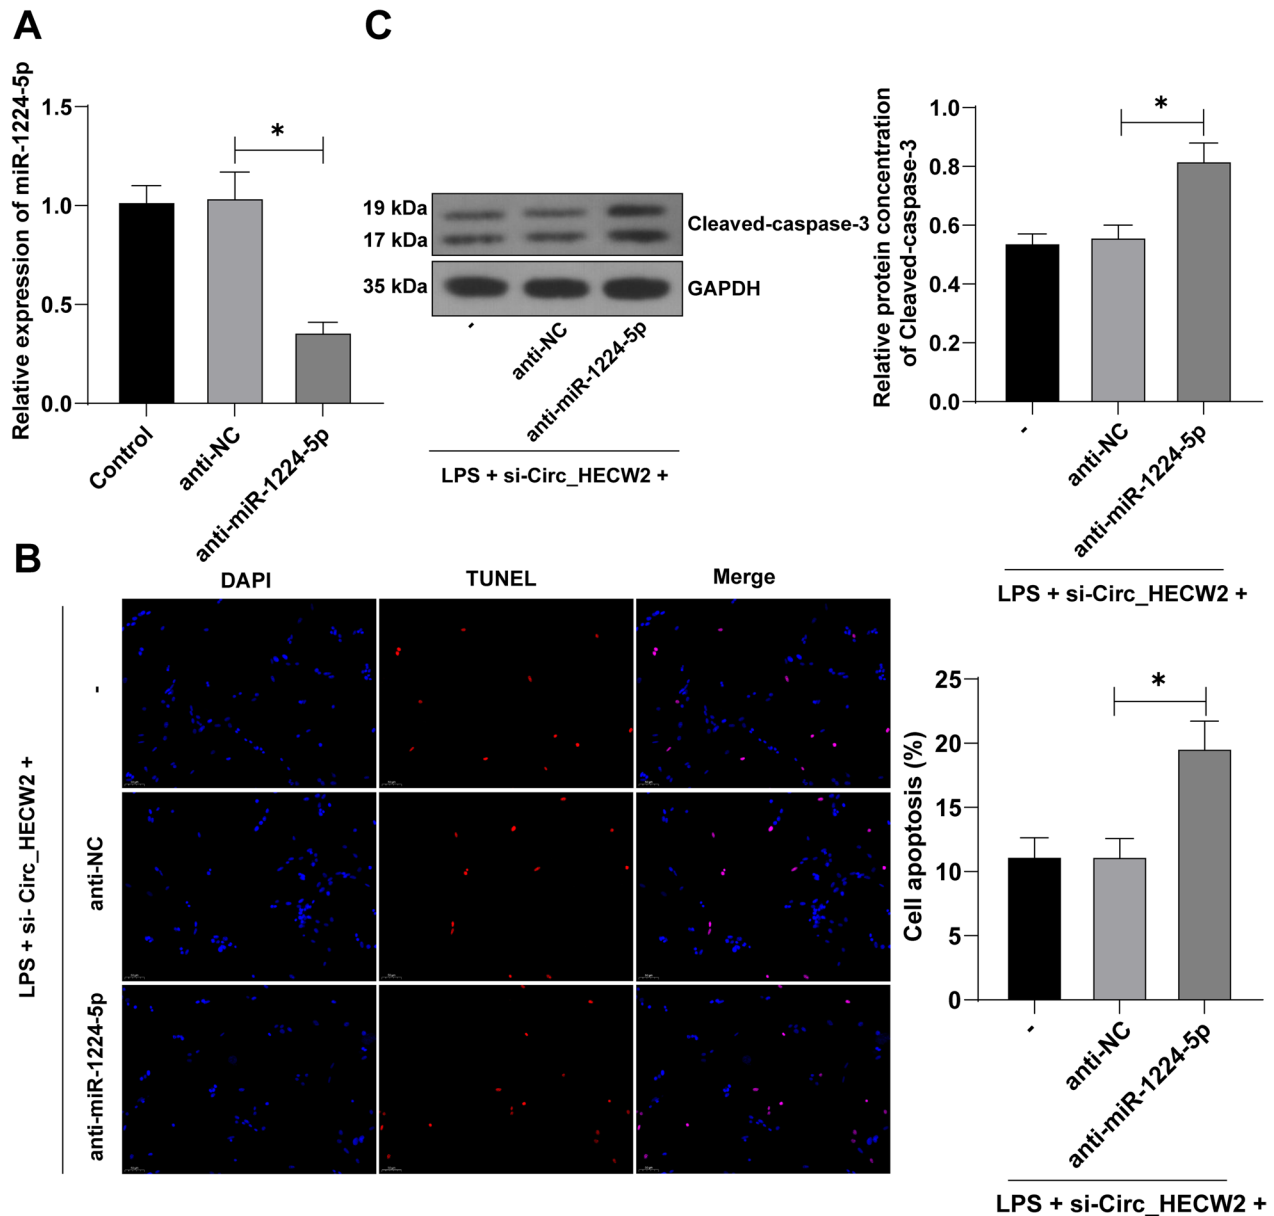 A
Relative expression of miR-1224-5p
1.5
1.0
0.5
0.0
*
Control
anti-NC
anti-miR-1224-5p
C
19 kDa
17 kDa
35 kDa
Cleaved-caspase-3
GAPDH
-
anti-NC
anti-miR-1224-5p
LPS + si-Circ_HECW2 +
Relative protein concentration
of Cleaved-caspase-3
1.0
0.8
0.6
0.4
0.2
0.0
*
-
anti-NC
anti-miR-1224-5p
LPS + si-Circ_HECW2 +
B
DAPI
TUNEL
Merge
LPS + si- Circ_HECW2 +
-
anti-NC
anti-miR-1224-5p
Cell apoptosis (%)
25
20
15
10
5
0
*
-
anti-NC
anti-miR-1224-5p
LPS + si-Circ_HECW2 +